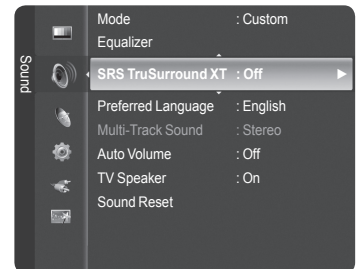 Sound
Mode : Custom
Equalizer
SRS TruSurround XT : Off
Preferred Language : English
Multi-Track Sound : Stereo
Auto Volume : Off
TV Speaker : On
Sound Reset